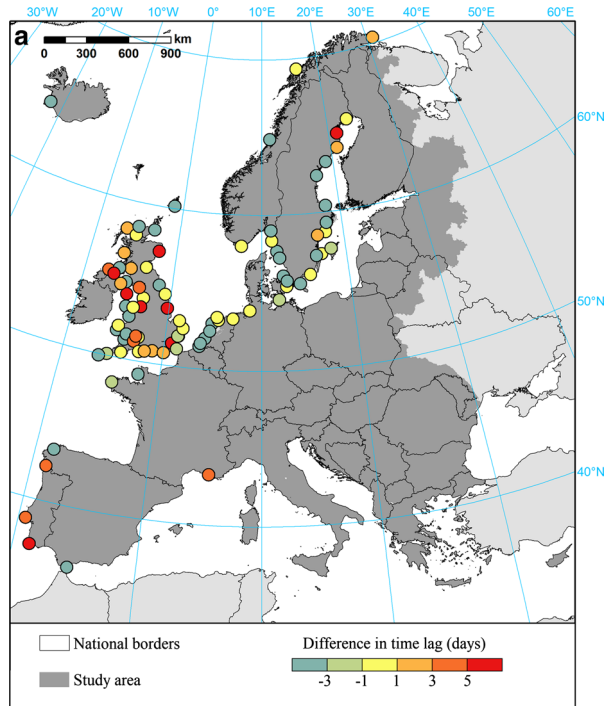 30°W 20°W 10°W 0° 10°E 20°E 30°E 40°E 50°E 60°E
a
km
0 300 600 900
60°N
50°N
40°N
National borders
Study area
Difference in time lag (days)
-3 -1 1 3 5